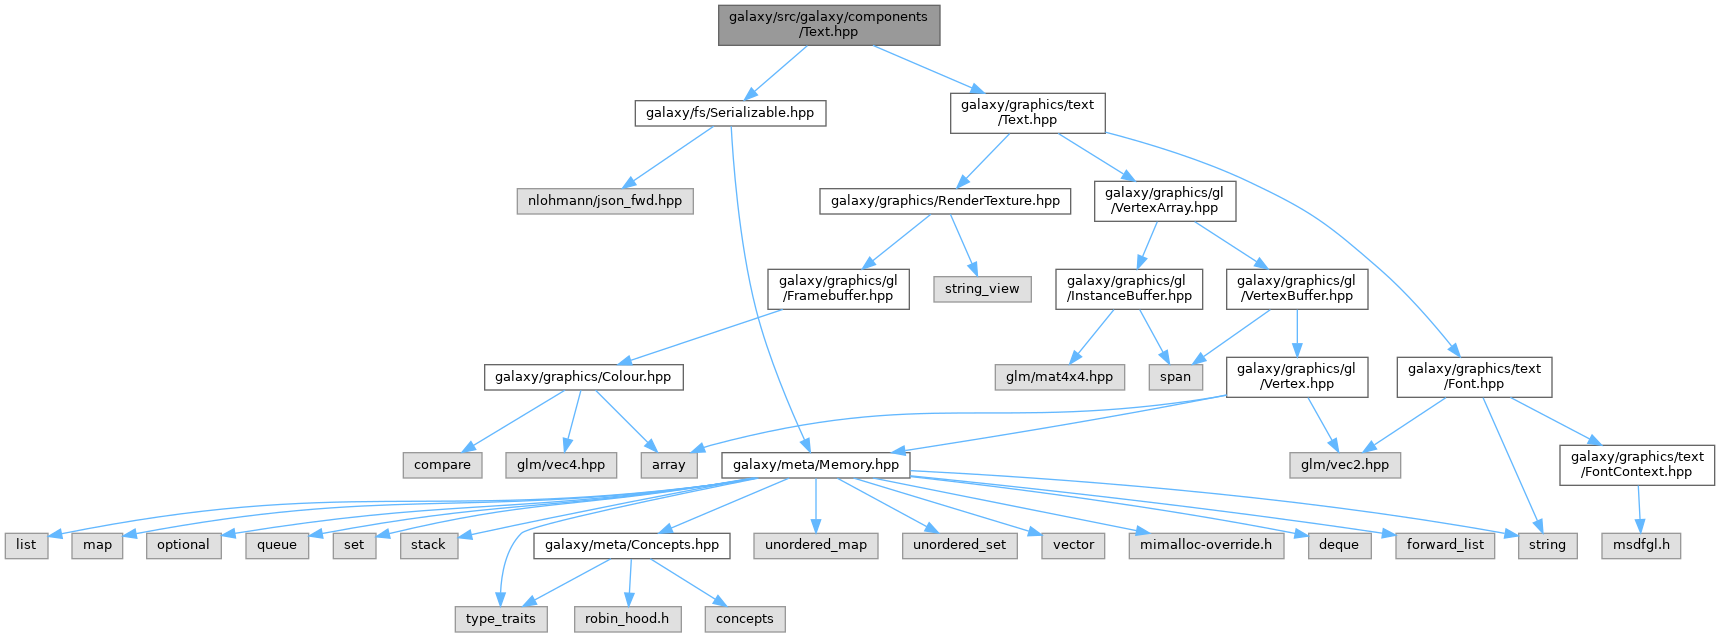 galaxy/src/galaxy/components
/Text.hpp
galaxy/fs/Serializable.hpp
galaxy/graphics/text
/Text.hpp
nlohmann/json_fwd.hpp
galaxy/graphics/RenderTexture.hpp
galaxy/graphics/gl
/VertexArray.hpp
galaxy/graphics/gl
/Framebuffer.hpp
string_view
galaxy/graphics/gl
/InstanceBuffer.hpp
galaxy/graphics/gl
/VertexBuffer.hpp
galaxy/graphics/Colour.hpp
glm/mat4x4.hpp
span
galaxy/graphics/gl
/Vertex.hpp
galaxy/graphics/text
/Font.hpp
compare
glm/vec4.hpp
array
galaxy/meta/Memory.hpp
glm/vec2.hpp
galaxy/graphics/text
/FontContext.hpp
list
map
optional
queue
set
stack
galaxy/meta/Concepts.hpp
unordered_map
unordered_set
vector
mimalloc-override.h
deque
forward_list
string
msdfgl.h
type_traits
robin_hood.h
concepts